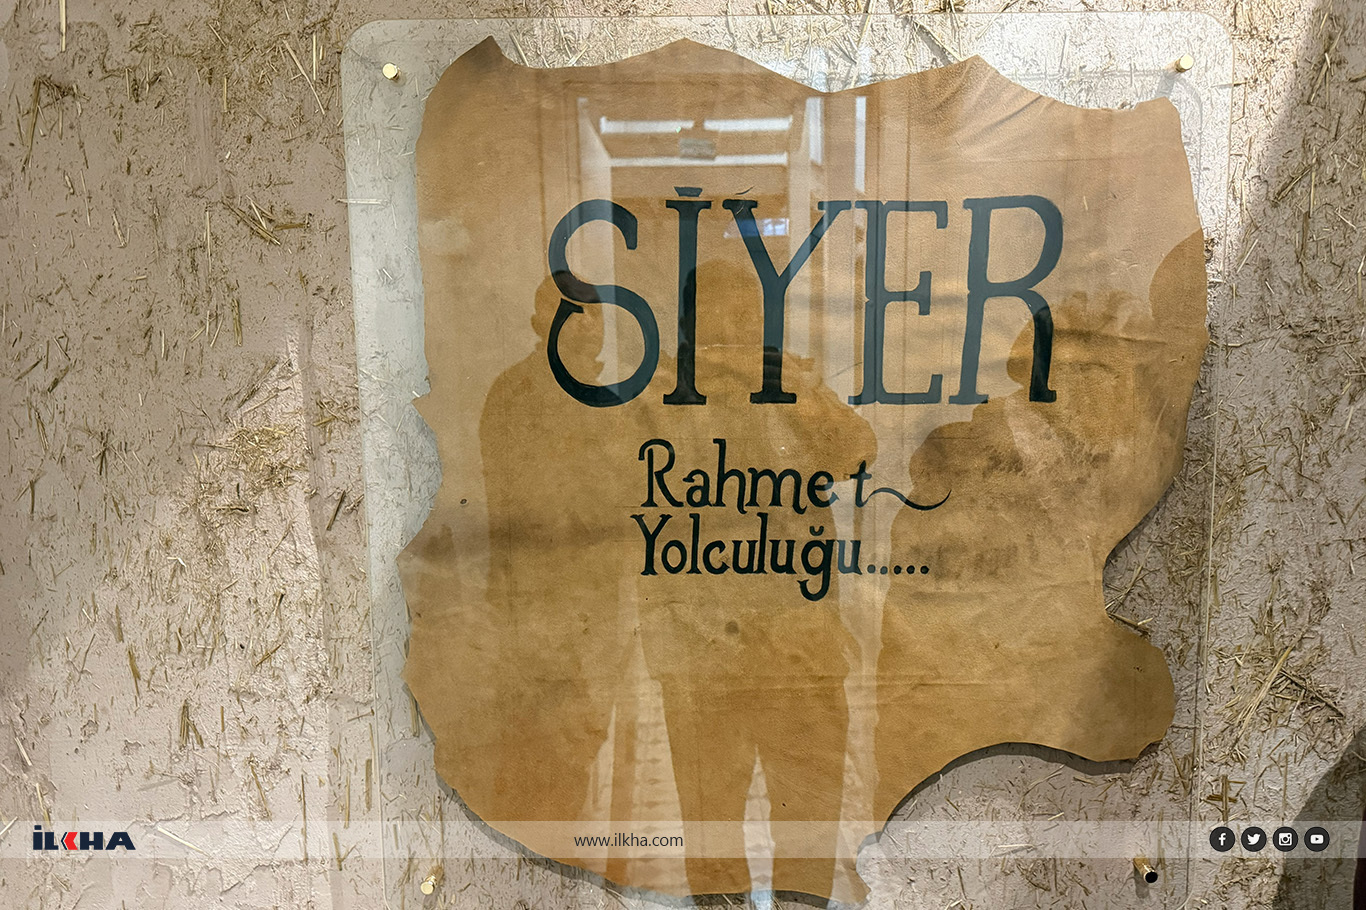 SİYER
Rahmet
Yolculuğu.....
İLKHA
www.ilkha.com